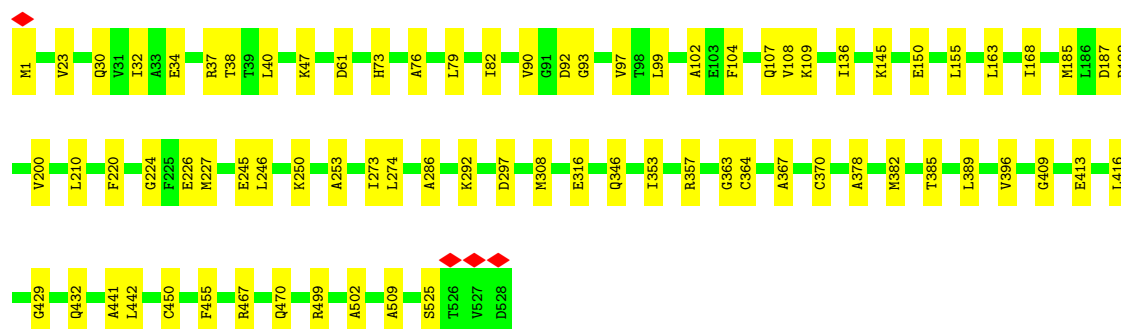 M1 V23 Q30 V31 I32 A33 E34 R37 T38 T39 L40 K47 D61 H73 A76 L79 I82 V90 G91 D92 G93 V97 T98 L99 A102 E103 F104 Q107 V108 K109 I136 K145 E150 L155 L163 I168 M185 L186 D187
V200 L210 F220 G224 F225 E226 M227 E245 L246 K250 A253 I273 L274 A286 K292 D297 M308 E316 Q346 I353 R357 G363 C364 A367 C370 A378 M382 T385 L389 V396 G409 E413 L416
G429 Q432 A441 L442 C450 F455 R467 Q470 R499 A502 A509 S525 T526 V527 D528